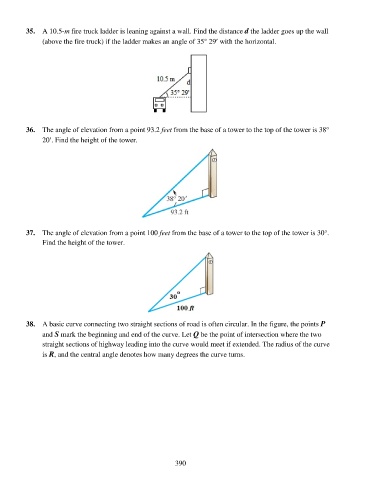 35. A 10.5-m fire truck ladder is leaning against a wall. Find the distance d the ladder goes up the wall
(above the fire truck) if the ladder makes an angle of 35° 29' with the horizontal.
10.5 m
d
35° 29'
36. The angle of elevation from a point 93.2 feet from the base of a tower to the top of the tower is 38°
20'. Find the height of the tower.
38° 20'
93.2 ft
37. The angle of elevation from a point 100 feet from the base of a tower to the top of the tower is 30°.
Find the height of the tower.
30°
100 ft
38. A basic curve connecting two straight sections of road is often circular. In the figure, the points P
and S mark the beginning and end of the curve. Let Q be the point of intersection where the two
straight sections of highway leading into the curve would meet if extended. The radius of the curve
is R, and the central angle denotes how many degrees the curve turns.
390